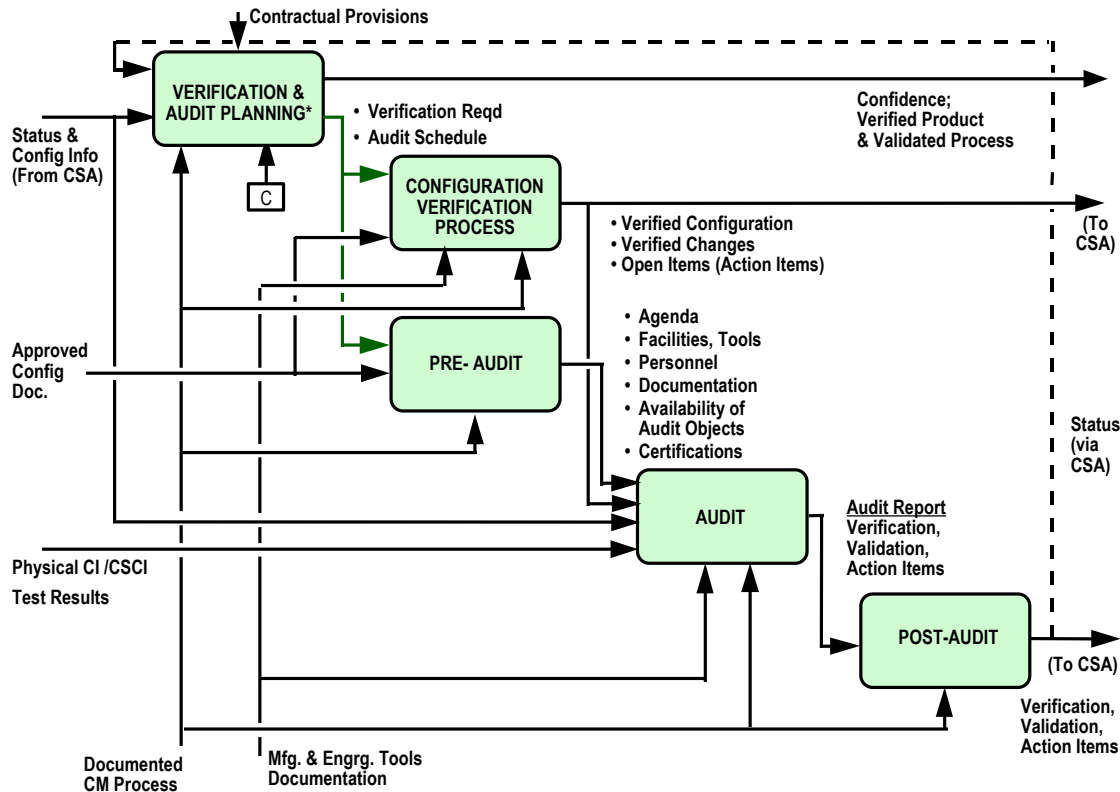 Contractual Provisions
VERIFICATION &
AUDIT PLANNING*
Status &
Config Info
(From CSA)
C
• Verification Reqd
• Audit Schedule
Confidence;
Verified Product
& Validated Process
CONFIGURATION
VERIFICATION
PROCESS
• Verified Configuration
• Verified Changes
• Open Items (Action Items)
(To
CSA)
Approved
Config
Doc.
PRE- AUDIT
• Agenda
• Facilities, Tools
• Personnel
• Documentation
• Availability of
Audit Objects
• Certifications
Status
(via
CSA)
AUDIT
Audit Report
Verification,
Validation,
Action Items
Physical CI /CSCI
Test Results
POST-AUDIT
(To CSA)
Verification,
Validation,
Action Items
Documented
CM Process
Mfg. & Engrg. Tools
Documentation